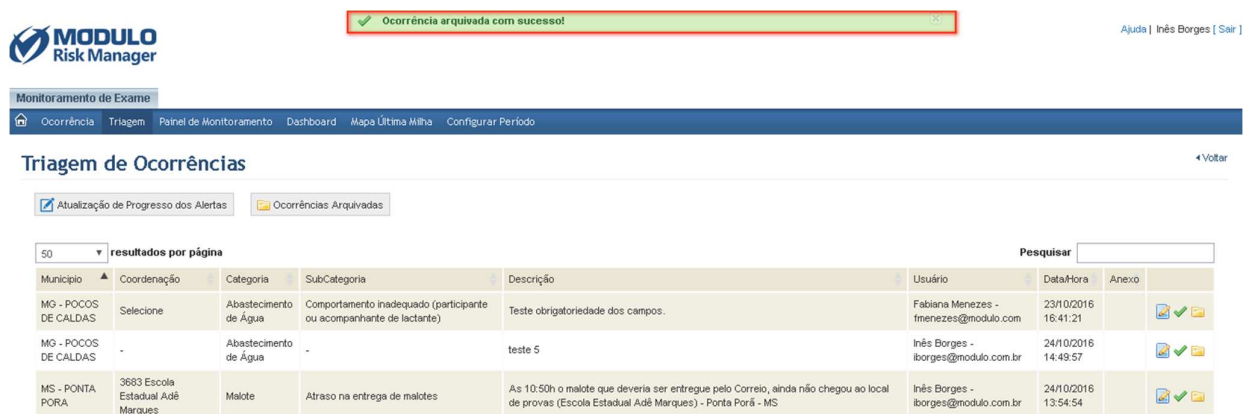 Ocorrência arquivada com sucesso!
MODULO
Risk Manager
Ajuda | Inês Borges [ Sair ]
Monitoramento de Exame
Ocorrência Triagem Painel de Monitoramento Dashboard Mapa Última Milha Configurar Período
Triagem de Ocorrências
Voltar
Atualização de Progresso dos Alertas Ocorrências Arquivadas
50 resultados por página Pesquisar
Municipio Coordenação Categoria SubCategoria Descrição Usuário Data/Hora Anexo
MG - POCOS
DE CALDAS
Selecione
Abastecimento
de Água
Comportamento inadequado (participante
ou acompanhante de lactante)
Teste obrigatoriedade dos campos.
Fabiana Menezes -
fmenezes@modulo.com
23/10/2016
16:41:21
MG - POCOS
DE CALDAS
-
Abastecimento
de Água
-
teste 5
Inês Borges -
iborges@modulo.com.br
24/10/2016
14:49:57
MS - PONTA
PORA
3683 Escola
Estadual Adê
Marques
Malote
Atraso na entrega de malotes
As 10:50h o malote que deveria ser entregue pelo Correio, ainda não chegou ao local
de provas (Escola Estadual Adê Marques) - Ponta Porã - MS
Inês Borges -
iborges@modulo.com.br
24/10/2016
13:54:54